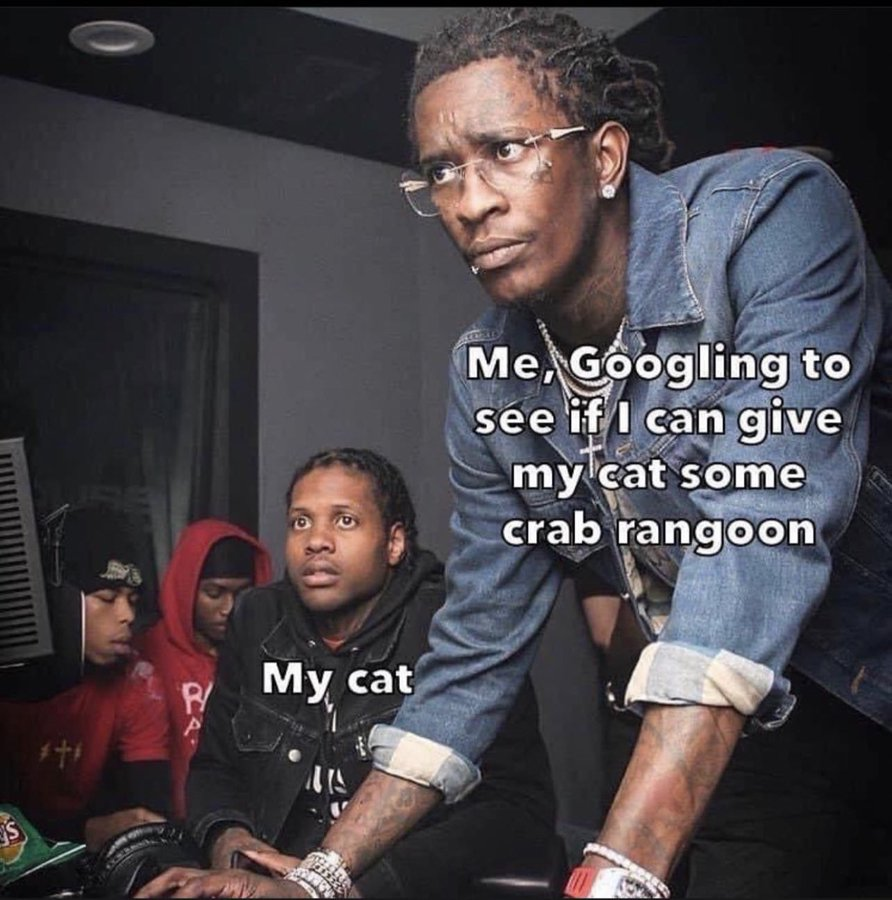 Me, Googling to
see if I can give
my cat some
crab rangoon
My cat